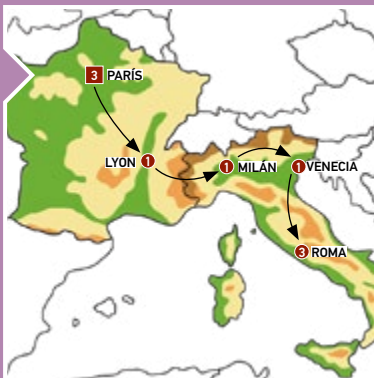 3 PARÍS
LYON 1
1 MILÁN
1 VENECIA
3 ROMA